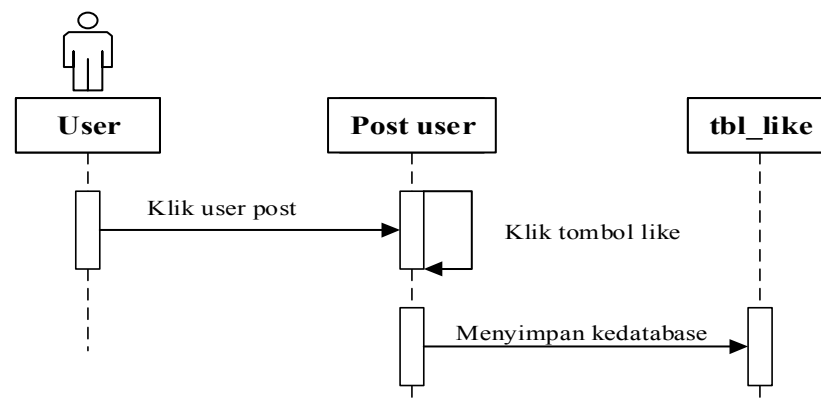 User
Post user
tbl_like
Klik user post
Klik tombol like
Menyimpan kedatabase